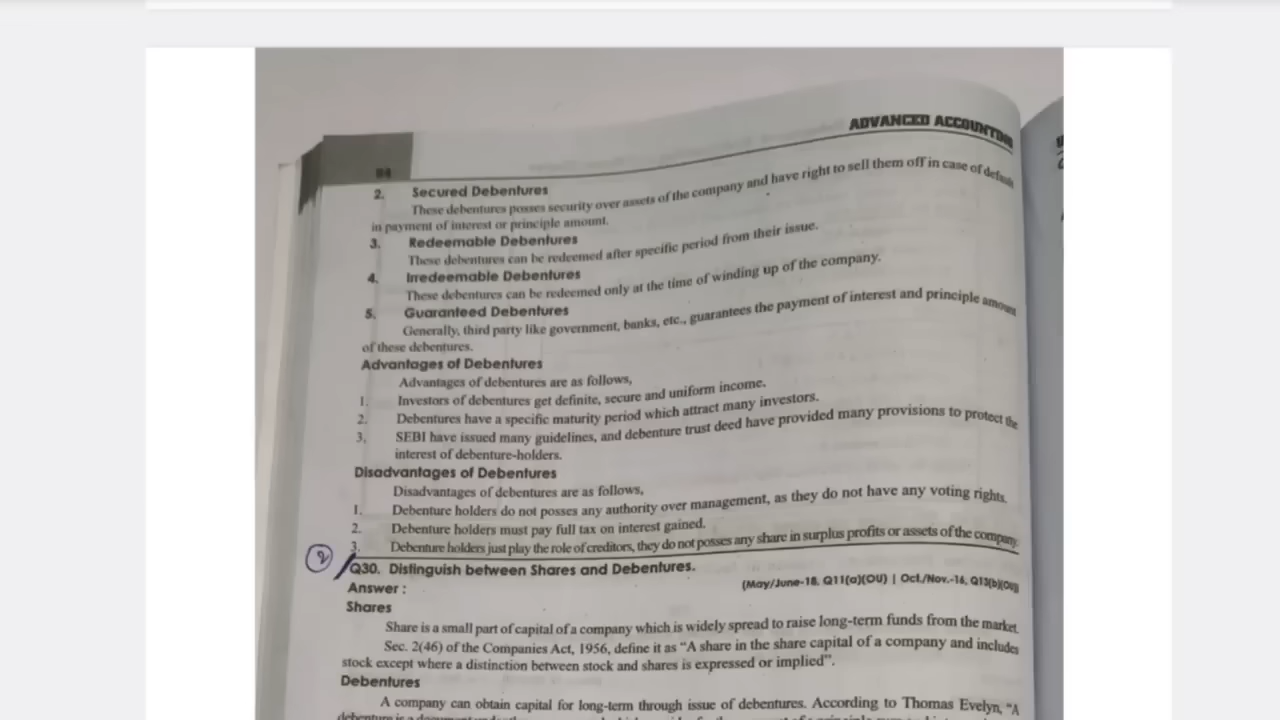 ADVANCED ACCOUNTING
84
2. Secured Debentures
These debentures posses security over assets of the company and have right to sell them off in case of default
in payment of interest or principle amount.
3. Redeemable Debentures
These debentures can be redeemed after specific period from their issue.
4. Irredeemable Debentures
These debentures can be redeemed only at the time of winding up of the company.
5. Guaranteed Debentures
Generally, third party like government, banks, etc., guarantees the payment of interest and principle amount
of these debentures.
Advantages of Debentures
Advantages of debentures are as follows,
1. Investors of debentures get definite, secure and uniform income.
2. Debentures have a specific maturity period which attract many investors.
3. SEBI have issued many guidelines, and debenture trust deed have provided many provisions to protect the
interest of debenture-holders.
Disadvantages of Debentures
Disadvantages of debentures are as follows,
1. Debenture holders do not posses any authority over management, as they do not have any voting rights.
2. Debenture holders must pay full tax on interest gained.
3. Debenture holders just play the role of creditors, they do not posses any share in surplus profits or assets of the company.
2
Q30. Distinguish between Shares and Debentures.
Answer : (May/June-18, Q11(a)(OU) | Oct./Nov.-16, Q13(b)(OU)
Shares
Share is a small part of capital of a company which is widely spread to raise long-term funds from the market.
Sec. 2(46) of the Companies Act, 1956, define it as “A share in the share capital of a company and includes
stock except where a distinction between stock and shares is expressed or implied”.
Debentures
A company can obtain capital for long-term through issue of debentures. According to Thomas Evelyn, “A